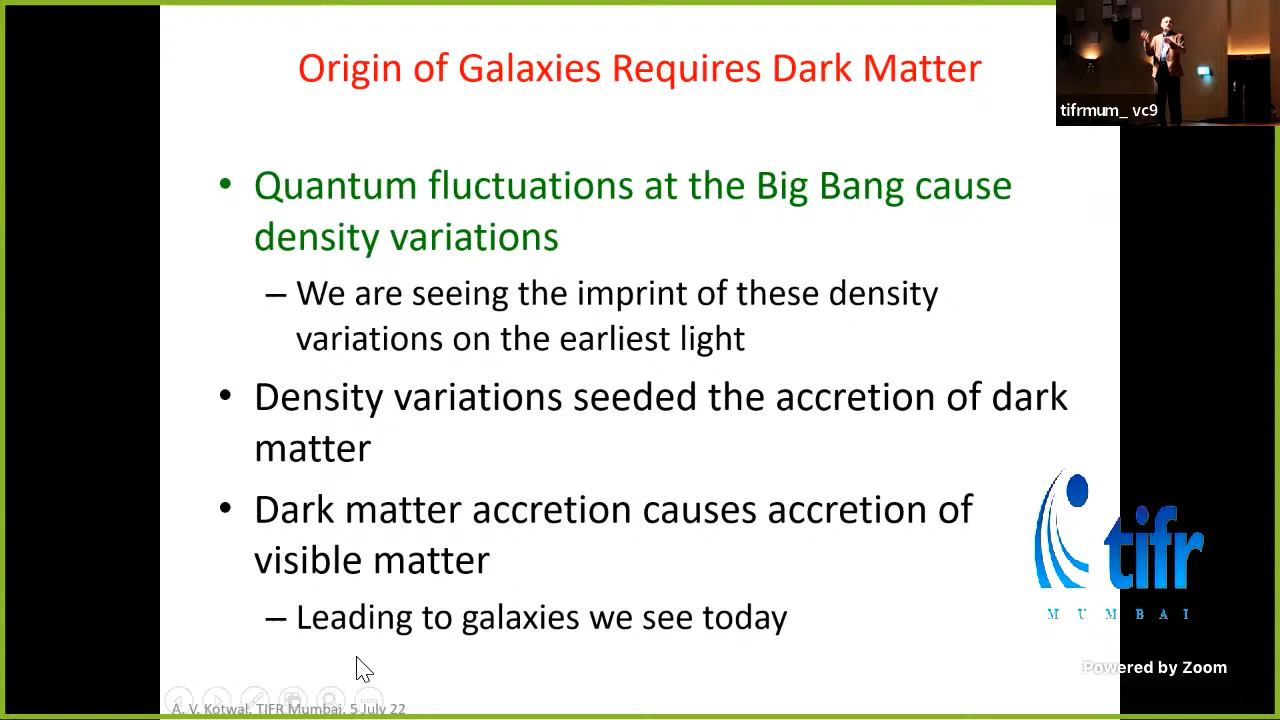 Origin of Galaxies Requires Dark Matter
tifrmum_ vc9
• Quantum fluctuations at the Big Bang cause
density variations
– We are seeing the imprint of these density
variations on the earliest light
• Density variations seeded the accretion of dark
matter
• Dark matter accretion causes accretion of
visible matter
– Leading to galaxies we see today
tifr
MUMBAI
Powered by Zoom
A. V. Kotwal, TIFR Mumbai, 5 July 22